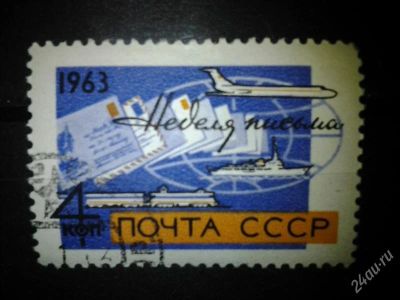 1963
Неделя письма
4
коп
ПОЧТА СССР
24au.ru